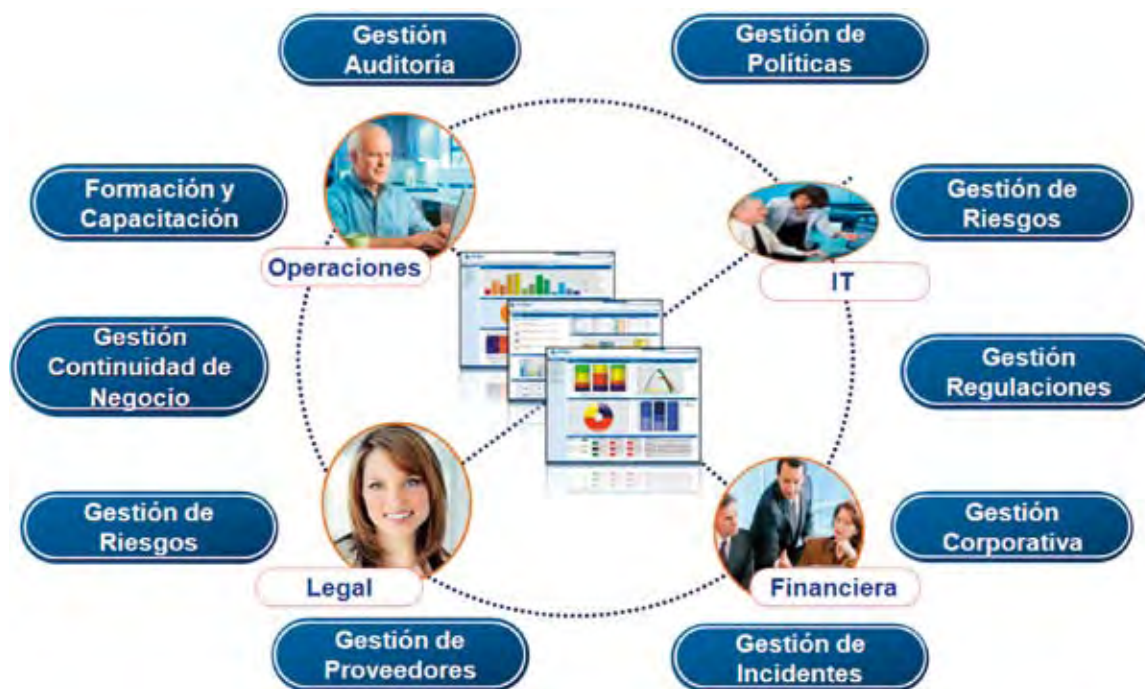 Gestión
Auditoría
Gestión de
Políticas
Formación y
Capacitación
Gestión de
Riesgos
Operaciones
IT
Gestión
Continuidad de
Negocio
Gestión
Regulaciones
Gestión de
Riesgos
Gestión
Corporativa
Legal
Financiera
Gestión de
Proveedores
Gestión de
Incidentes